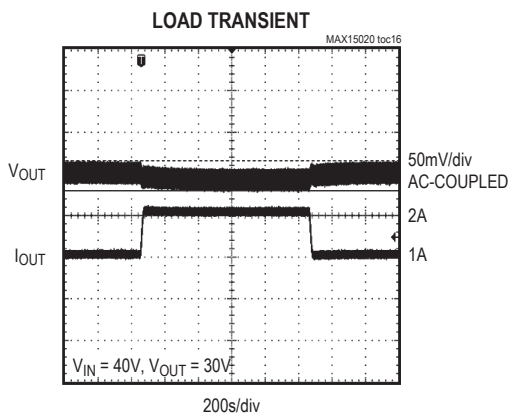 LOAD TRANSIENT
MAX15020 toc16
T
VOUT
50mV/div
AC-COUPLED
2A
IOUT
1A
VIN = 40V, VOUT = 30V
200s/div